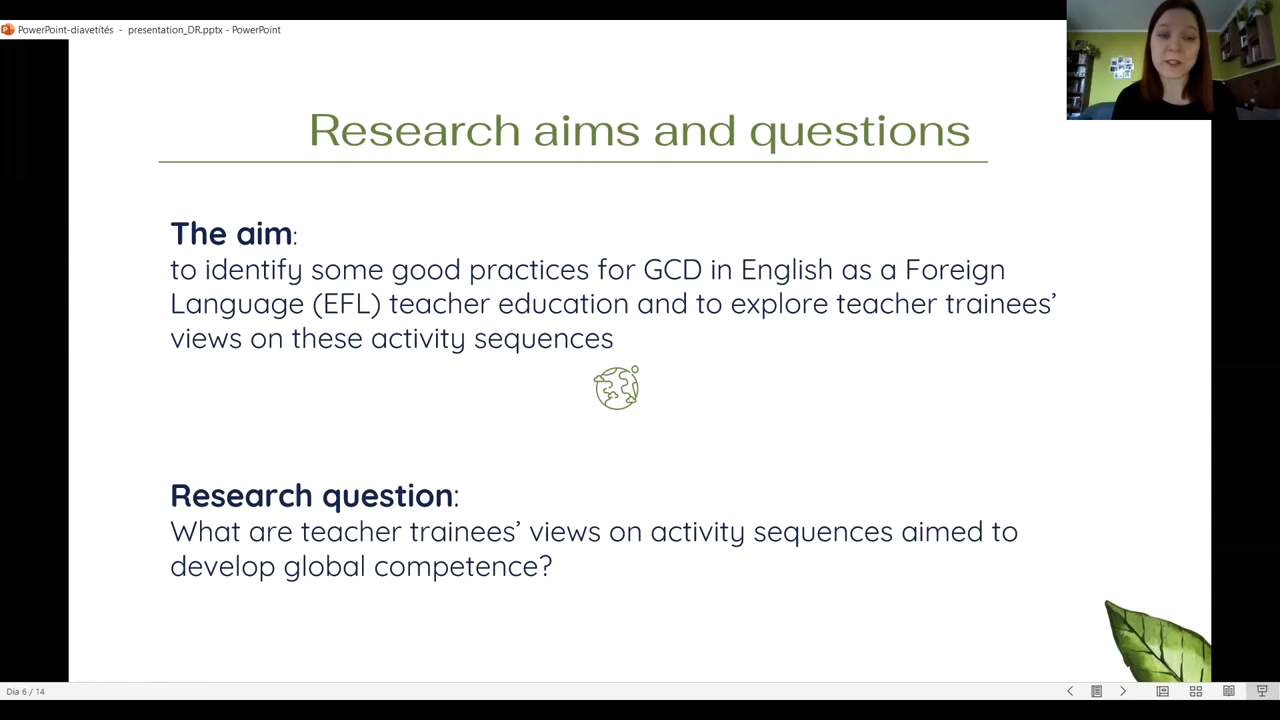 PowerPoint-diavetítés - presentation_DR.pptx - PowerPoint
Research aims and questions
The aim:
to identify some good practices for GCD in English as a Foreign
Language (EFL) teacher education and to explore teacher trainees’
views on these activity sequences
Research question:
What are teacher trainees’ views on activity sequences aimed to
develop global competence?
Dia 6 / 14